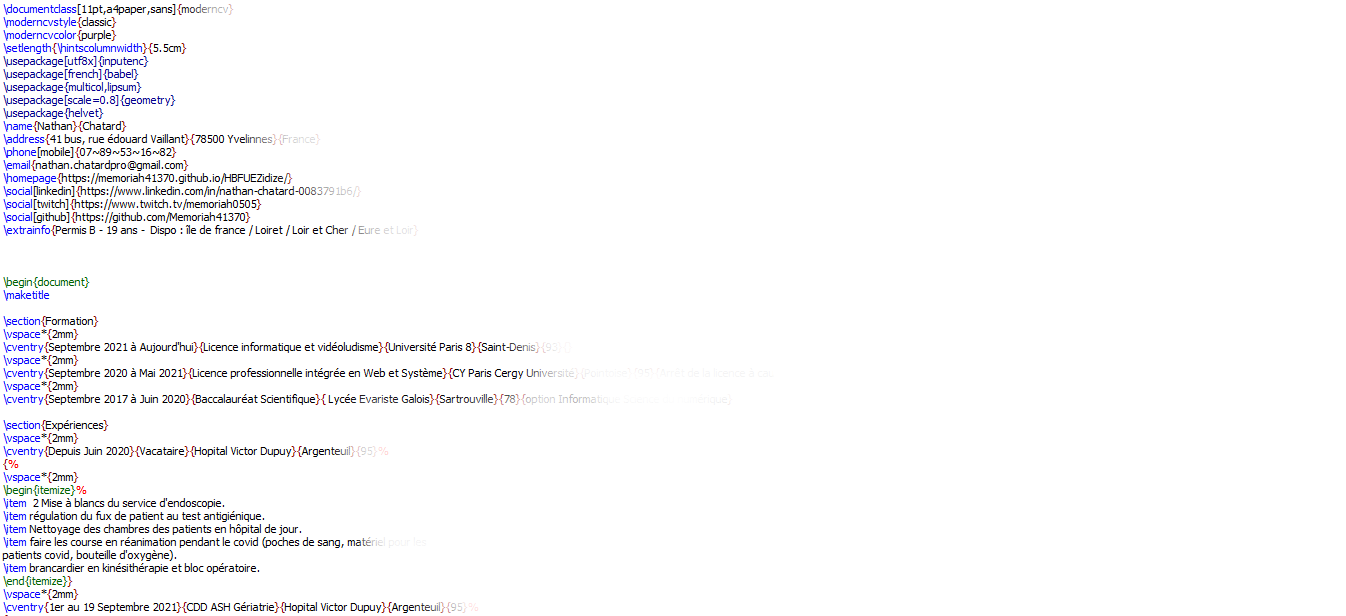 \documentclass[11pt,a4paper,sans]{moderncv}
\moderncvstyle{classic}
\moderncvcolor{purple}
\setlength{\hintscolumnwidth}{5.5cm}
\usepackage[utf8x]{inputenc}
\usepackage[french]{babel}
\usepackage{multicol,lipsum}
\usepackage[scale=0.8]{geometry}
\usepackage{helvet}
\name{Nathan}{Chatard}
\address{41 bus, rue édouard Vaillant}{78500 Yvelinnes}{France}
\phone[mobile]{07~89~53~16~82}
\email{nathan.chatardpro@gmail.com}
\homepage{https://memoriah41370.github.io/HBFUEZidize/}
\social[linkedin]{https://www.linkedin.com/in/nathan-chatard-0083791b6/}
\social[twitch]{https://www.twitch.tv/memoriah0505}
\social[github]{https://github.com/Memoriah41370}
\extrainfo{Permis B - 19 ans - Dispo : île de france / Loiret / Loir et Cher / Eure et Loir}
\begin{document}
\maketitle
\section{Formation}
\vspace*{2mm}
\cventry{Septembre 2021 à Aujourd'hui}{Licence informatique et vidéoludisme}{Université Paris 8}{Saint-Denis}{93}{}
\vspace*{2mm}
\cventry{Septembre 2020 à Mai 2021}{Licence professionnelle intégrée en Web et Système}{CY Paris Cergy Université}{Pontoise}{95}{Arrêt de la licence à
\vspace*{2mm}
\cventry{Septembre 2017 à Juin 2020}{Baccalauréat Scientifique}{ Lycée Evariste Galois}{Sartrouville}{78}{option Informatique
\section{Expériences}
\vspace*{2mm}
\cventry{Depuis Juin 2020}{Vacataire}{Hopital Victor Dupuy}{Argenteuil}{95}%
{%
\vspace*{2mm}
\begin{itemize}%
\item  2 Mise à blancs du service d'endoscopie.
\item régulation du fux de patient au test antigiénique.
\item Nettoyage des chambres des patients en hôpital de jour.
\item faire les course en réanimation pendant le covid (poches de sang, matériel pour les
patients covid, bouteille d'oxygène).
\item brancardier en kinésithérapie et bloc opératoire.
\end{itemize}}
\vspace*{2mm}
\cventry{1er au 19 Septembre 2021}{CDD ASH Gériatrie}{Hopital Victor Dupuy}{Argenteuil}{95}%